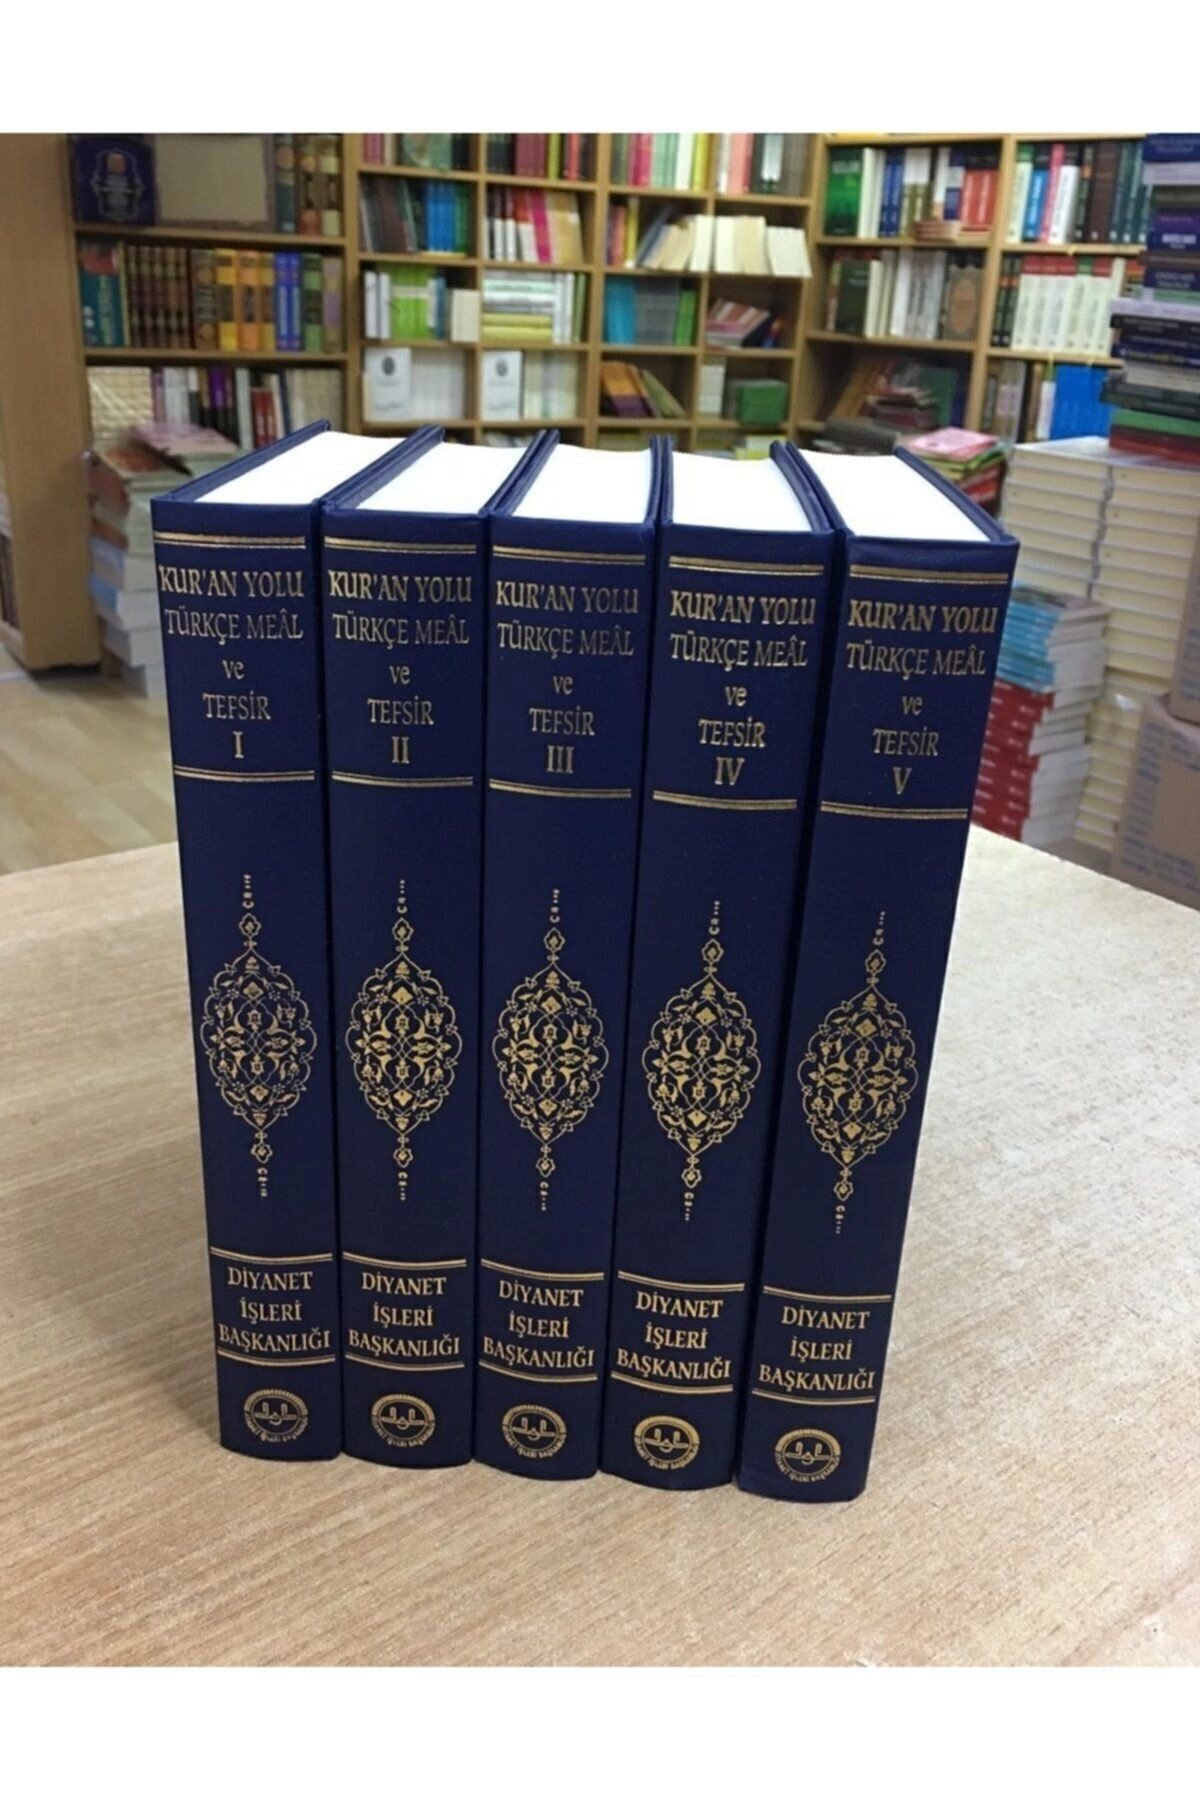 KUR'AN YOLU
TÜRKÇE MEÂL
ve
TEFSİR
I
DİYANET
İŞLERİ
BAŞKANLIĞI
KUR'AN YOLU
TÜRKÇE MEÂL
ve
TEFSİR
II
DİYANET
İŞLERİ
BAŞKANLIĞI
KUR'AN YOLU
TÜRKÇE MEÂL
ve
TEFSİR
III
DİYANET
İŞLERİ
BAŞKANLIĞI
KUR'AN YOLU
TÜRKÇE MEÂL
ve
TEFSİR
IV
DİYANET
İŞLERİ
BAŞKANLIĞI
KUR'AN YOLU
TÜRKÇE MEÂL
ve
TEFSİR
V
DİYANET
İŞLERİ
BAŞKANLIĞI